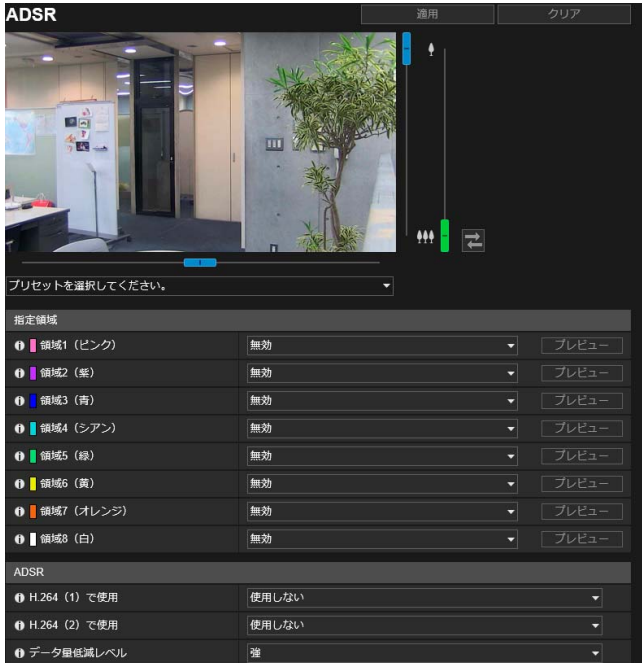 ADSR
適用
クリア
プリセットを選択してください。
指定領域
領域1（ピンク） 無効 プレビュー
領域2（紫） 無効 プレビュー
領域3（青） 無効 プレビュー
領域4（シアン） 無効 プレビュー
領域5（緑） 無効 プレビュー
領域6（黄） 無効 プレビュー
領域7（オレンジ） 無効 プレビュー
領域8（白） 無効 プレビュー
ADSR
H.264（1）で使用 使用しない
H.264（2）で使用 使用しない
データ量低減レベル 強